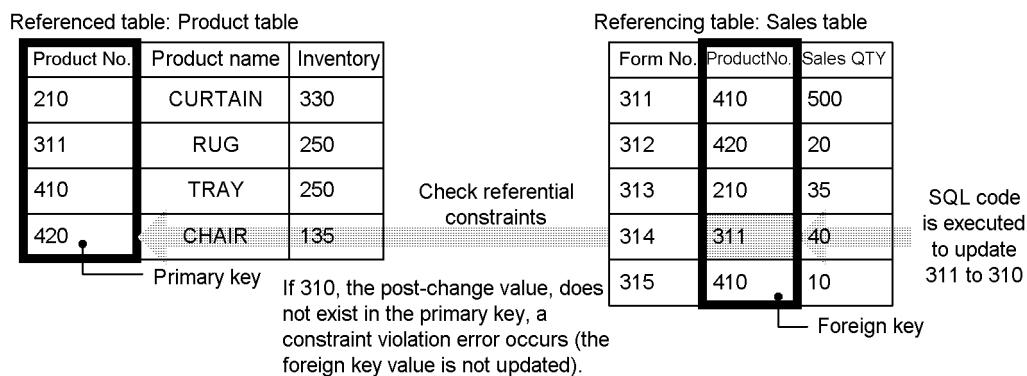 Referenced table: Product table
Product No. Product name Inventory
210 CURTAIN 330
311 RUG 250
410 TRAY 250
420 CHAIR 135
Primary key
Check referential
constraints
If 310, the post-change value, does
not exist in the primary key, a
constraint violation error occurs (the
foreign key value is not updated).
Referencing table: Sales table
Form No. ProductNo. Sales QTY
311 410 500
312 420 20
313 210 35
314 311 40
315 410 10
Foreign key
SQL code
is executed
to update
311 to 310